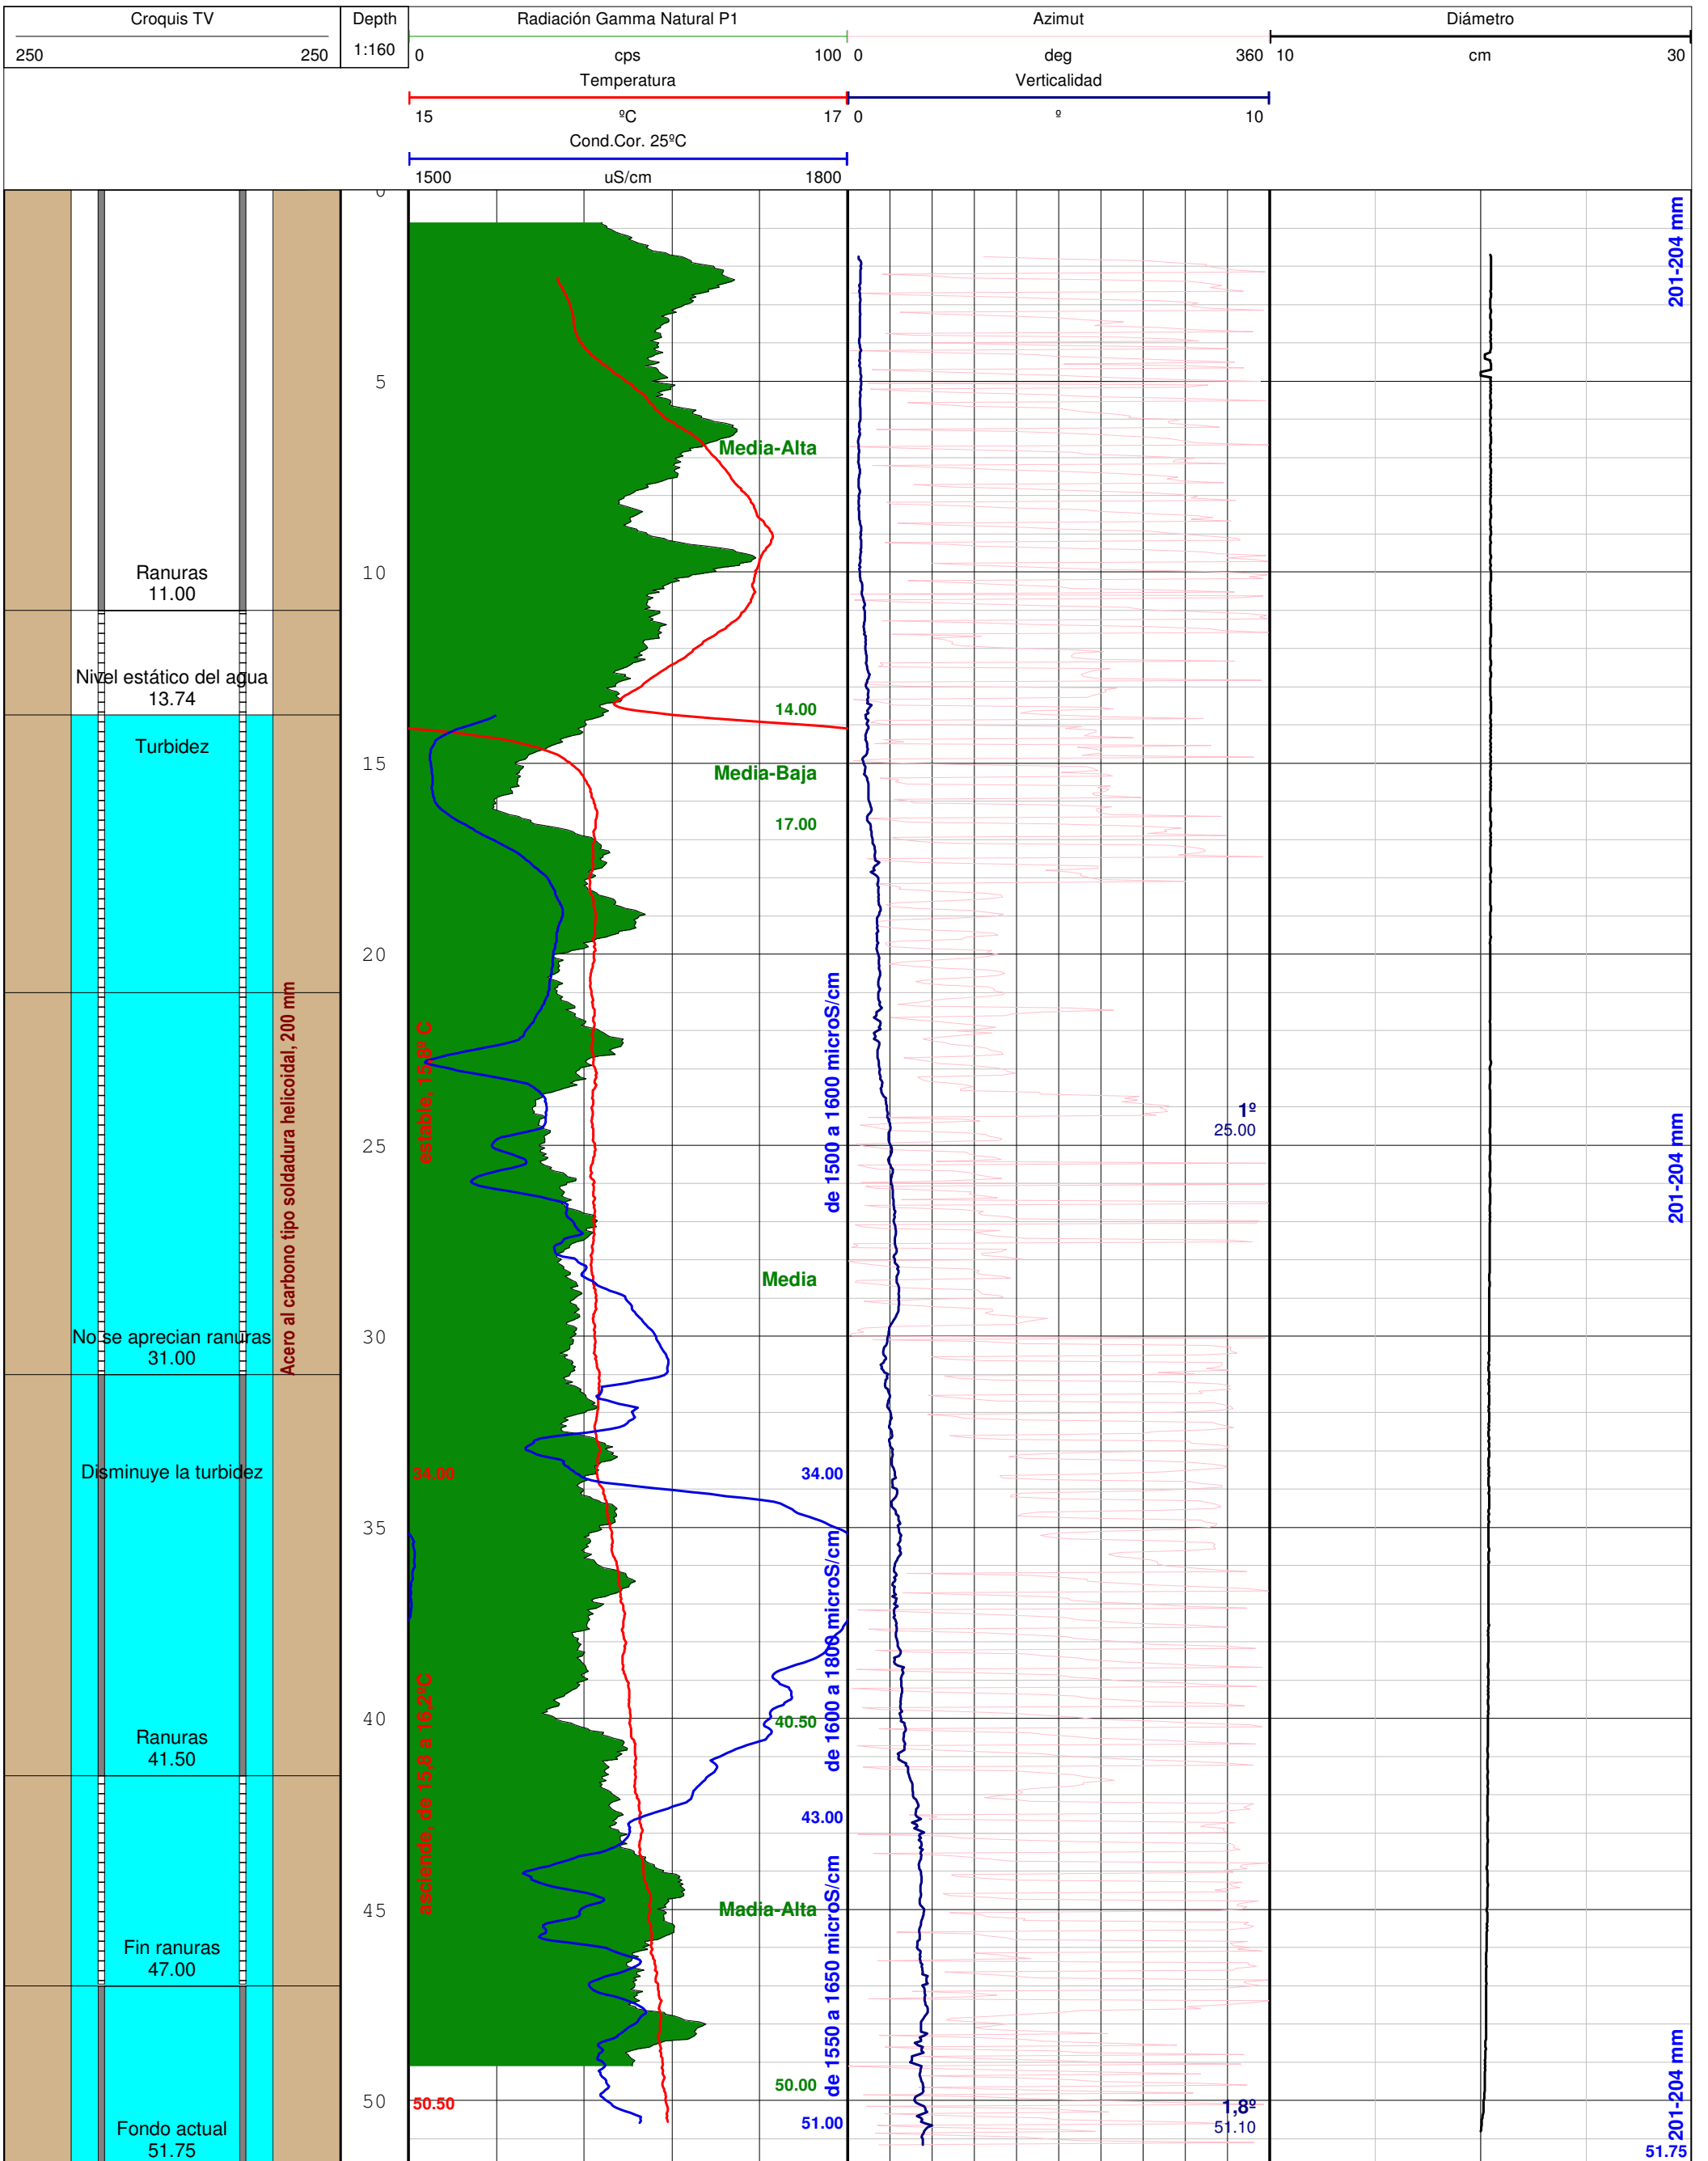 Croquis TV
250 250
Depth
1:160
Radiación Gamma Natural P1
0 cps 100
Temperatura
15 ºC 17
Cond.Cor. 25ºC
1500 uS/cm 1800
Azimut
0 deg 360
Verticalidad
0 º 10
Diámetro
10 cm 30
0
201-204 mm
5
Media-Alta
10
Ranuras
11.00
Nivel estático del agua
13.74
14.00
Turbidez
15
Media-Baja
17.00
20
Acero al carbono tipo soldadura helicoidal, 200 mm
estable, 15,8º C
de 1500 a 1600 microS/cm
1º
25.00
25
201-204 mm
Media
30
No se aprecian ranuras
31.00
Disminuye la turbidez
34.00
34.00
35
de 1600 a 1800 microS/cm
asciende, de 15,8 a 16,2ºC
40
40.50
Ranuras
41.50
43.00
45
Madia-Alta
de 1550 a 1650 microS/cm
Fin ranuras
47.00
50.00
50
50.50
51.00
1,8º
51.10
201-204 mm
Fondo actual
51.75
51.75